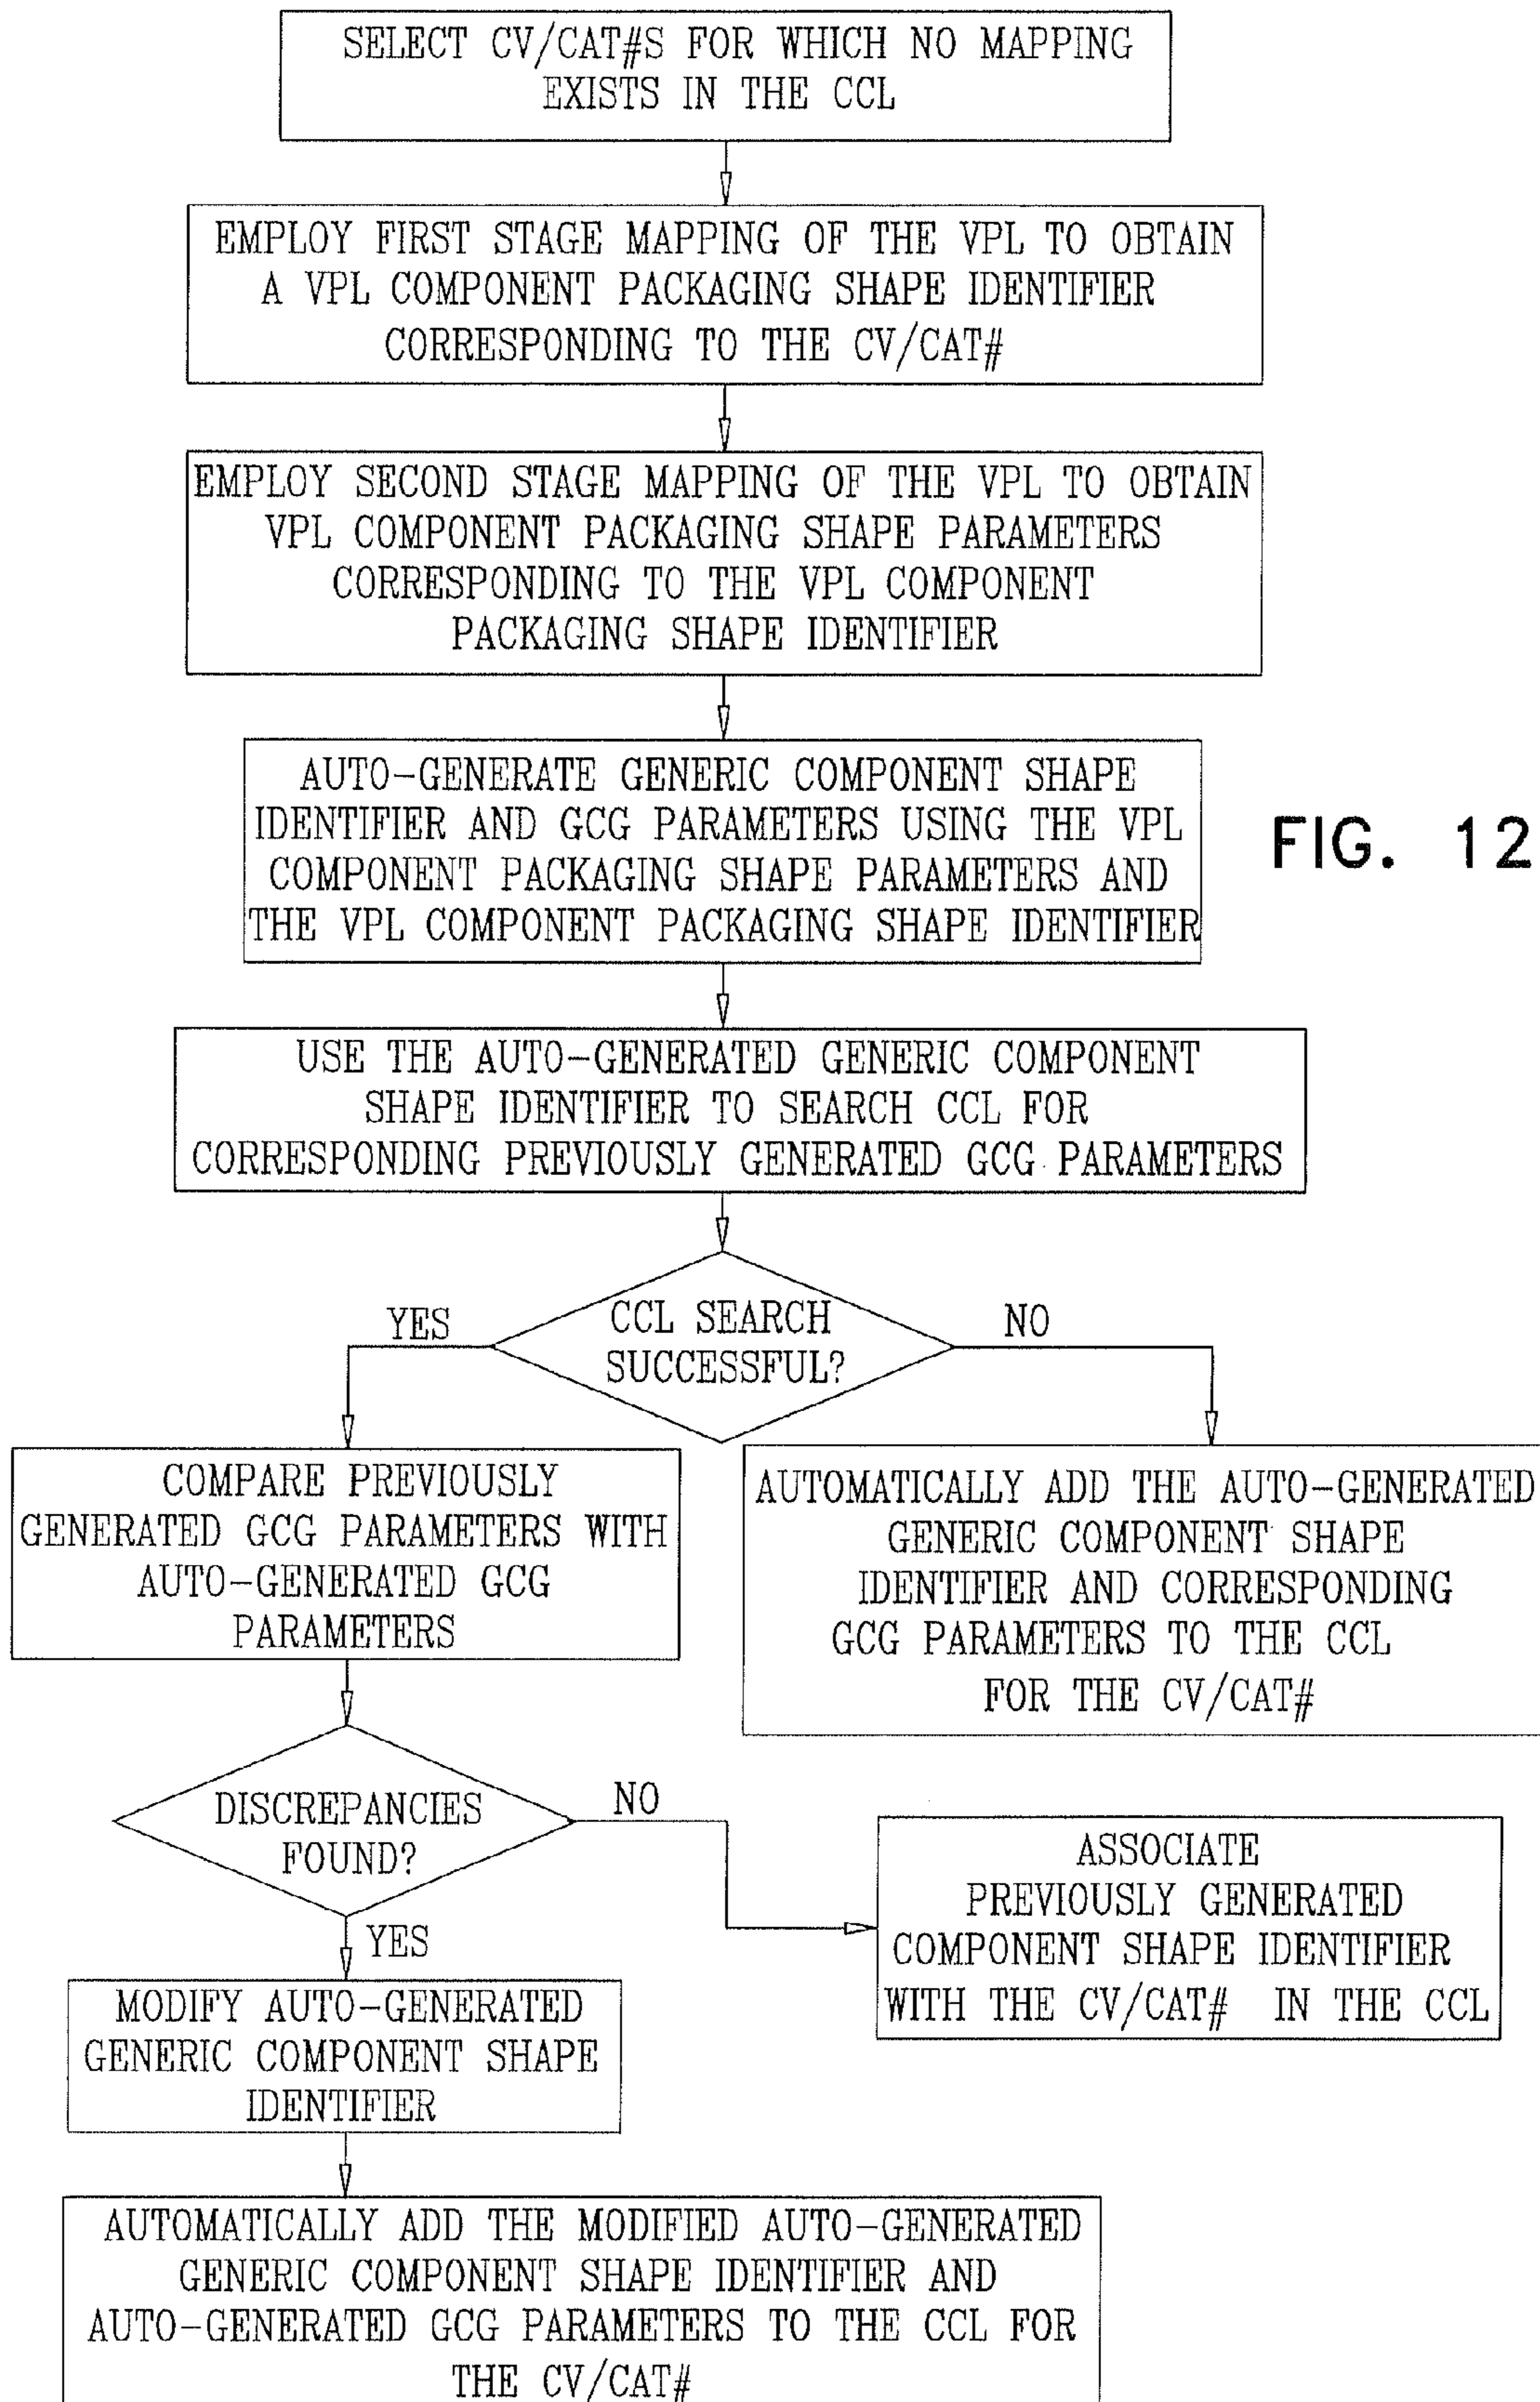 SELECT CV/CAT#S FOR WHICH NO MAPPING
EXISTS IN THE CCL
EMPLOY FIRST STAGE MAPPING OF THE VPL TO OBTAIN
A VPL COMPONENT PACKAGING SHAPE IDENTIFIER
CORRESPONDING TO THE CV/CAT#
EMPLOY SECOND STAGE MAPPING OF THE VPL TO OBTAIN
VPL COMPONENT PACKAGING SHAPE PARAMETERS
CORRESPONDING TO THE VPL COMPONENT
PACKAGING SHAPE IDENTIFIER
AUTO-GENERATE GENERIC COMPONENT SHAPE
IDENTIFIER AND GCG PARAMETERS USING THE VPL
COMPONENT PACKAGING SHAPE PARAMETERS AND
THE VPL COMPONENT PACKAGING SHAPE IDENTIFIER
FIG. 12
USE THE AUTO-GENERATED GENERIC COMPONENT
SHAPE IDENTIFIER TO SEARCH CCL FOR
CORRESPONDING PREVIOUSLY GENERATED GCG PARAMETERS
CCL SEARCH
SUCCESSFUL?
YES
NO
COMPARE PREVIOUSLY
GENERATED GCG PARAMETERS WITH
AUTO-GENERATED GCG
PARAMETERS
AUTOMATICALLY ADD THE AUTO-GENERATED
GENERIC COMPONENT SHAPE
IDENTIFIER AND CORRESPONDING
GCG PARAMETERS TO THE CCL
FOR THE CV/CAT#
DISCREPANCIES
FOUND?
NO
YES
ASSOCIATE
PREVIOUSLY GENERATED
COMPONENT SHAPE IDENTIFIER
WITH THE CV/CAT# IN THE CCL
MODIFY AUTO-GENERATED
GENERIC COMPONENT SHAPE
IDENTIFIER
AUTOMATICALLY ADD THE MODIFIED AUTO-GENERATED
GENERIC COMPONENT SHAPE IDENTIFIER AND
AUTO-GENERATED GCG PARAMETERS TO THE CCL FOR
THE CV/CAT#